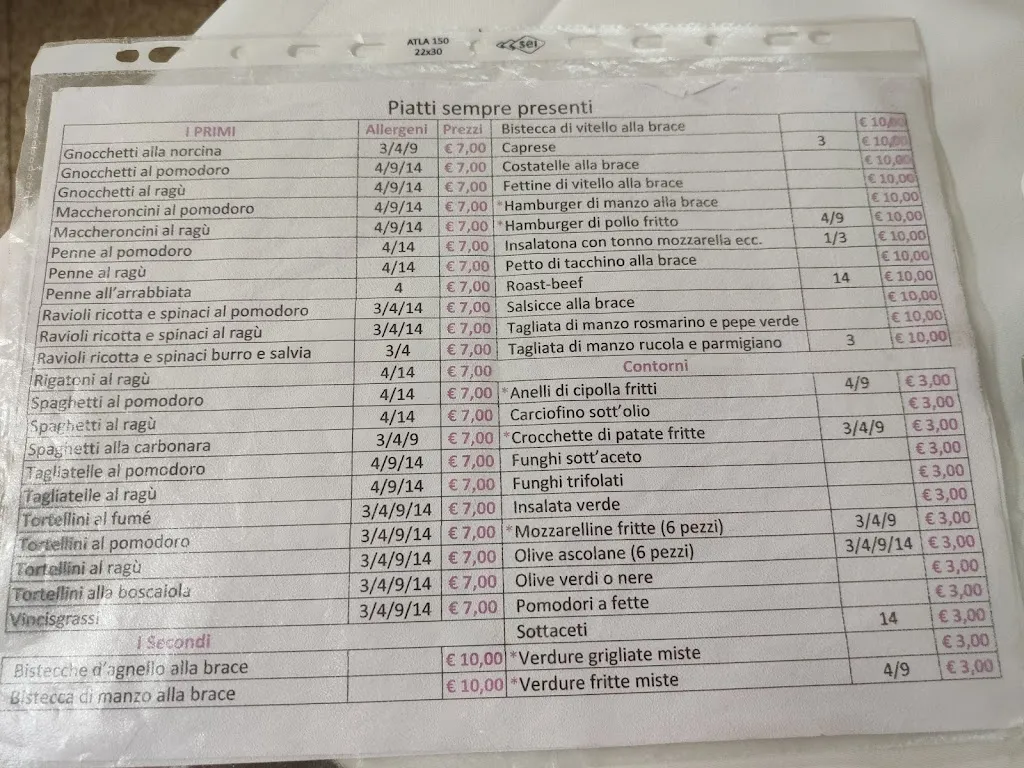 ATLA 150
22x30
sei
Piatti sempre presenti
I PRIMI Allergeni Prezzi
Gnocchetti alla norcina 3/4/9 € 7,00
Gnocchetti al pomodoro 4/9/14 € 7,00
Gnocchetti al ragù 4/9/14 € 7,00
Maccheroncini al pomodoro 4/9/14 € 7,00
Maccheroncini al ragù 4/9/14 € 7,00
Penne al pomodoro 4/14 € 7,00
Penne al ragù 4/14 € 7,00
Penne all'arrabbiata 4 € 7,00
Ravioli ricotta e spinaci al pomodoro 3/4/14 € 7,00
Ravioli ricotta e spinaci al ragù 3/4/14 € 7,00
Ravioli ricotta e spinaci burro e salvia 3/4 € 7,00
Rigatoni al ragù 4/14 € 7,00
Spaghetti al pomodoro 4/14 € 7,00
Spaghetti al ragù 4/14 € 7,00
Spaghetti alla carbonara 3/4/9 € 7,00
Tagliatelle al pomodoro 4/9/14 € 7,00
Tagliatelle al ragù 4/9/14 € 7,00
Tortellini al fumé 3/4/9/14 € 7,00
Tortellini al pomodoro 3/4/9/14 € 7,00
Tortellini al ragù 3/4/9/14 € 7,00
Tortellini alla boscaiola 3/4/9/14 € 7,00
Vincisgrassi 3/4/9/14 € 7,00
I Secondi
Bistecche d'agnello alla brace € 10,00
Bistecca di manzo alla brace € 10,00
Bistecca di vitello alla brace € 10,00
Caprese 3 € 10,00
Costatelle alla brace € 10,00
Fettine di vitello alla brace € 10,00
*Hamburger di manzo alla brace € 10,00
*Hamburger di pollo fritto 4/9 € 10,00
Insalatona con tonno mozzarella ecc. 1/3 € 10,00
Petto di tacchino alla brace € 10,00
Roast-beef 14 € 10,00
Salsicce alla brace € 10,00
Tagliata di manzo rosmarino e pepe verde € 10,00
Tagliata di manzo rucola e parmigiano 3 € 10,00
Contorni
*Anelli di cipolla fritti 4/9 € 3,00
Carciofino sott'olio € 3,00
*Crocchette di patate fritte 3/4/9 € 3,00
Funghi sott'aceto € 3,00
Funghi trifolati € 3,00
Insalata verde € 3,00
*Mozzarelline fritte (6 pezzi) 3/4/9 € 3,00
Olive ascolane (6 pezzi) 3/4/9/14 € 3,00
Olive verdi o nere € 3,00
Pomodori a fette € 3,00
Sottaceti 14 € 3,00
*Verdure grigliate miste € 3,00
*Verdure fritte miste 4/9 € 3,00